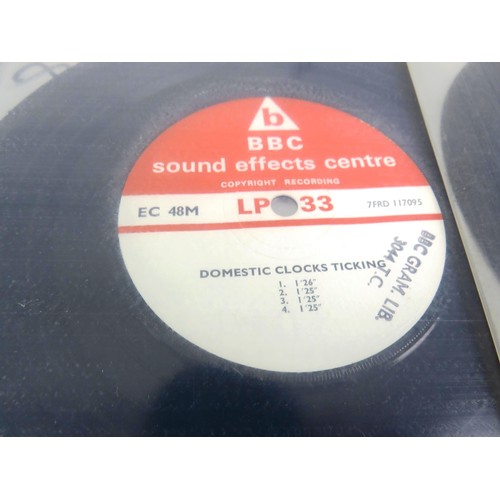 b
BBC
sound effects centre
COPYRIGHT RECORDING
EC 48M LP 33 7FRD 117095
DOMESTIC CLOCKS TICKING
1. 1'26"
2. 1'25"
3. 1'25"
4. 1'25"
BBC GRAM LIB.
3044 T.C.